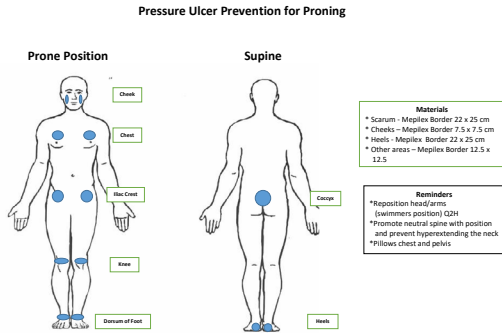 Pressure Ulcer Prevention for Proning
Prone Position
Supine
Cheek
Chest
Iliac Crest
Knee
Dorsum of Foot
Coccyx
Heels
Materials
* Scarum - Mepilex Border 22 x 25 cm
* Cheeks – Mepilex Border 7.5 x 7.5 cm
* Heels - Mepilex Border 22 x 25 cm
* Other areas – Mepilex Border 12.5 x
12.5
Reminders
*Reposition head/arms
(swimmers position) Q2H
*Promote neutral spine with position
and prevent hyperextending the neck
*Pillows chest and pelvis